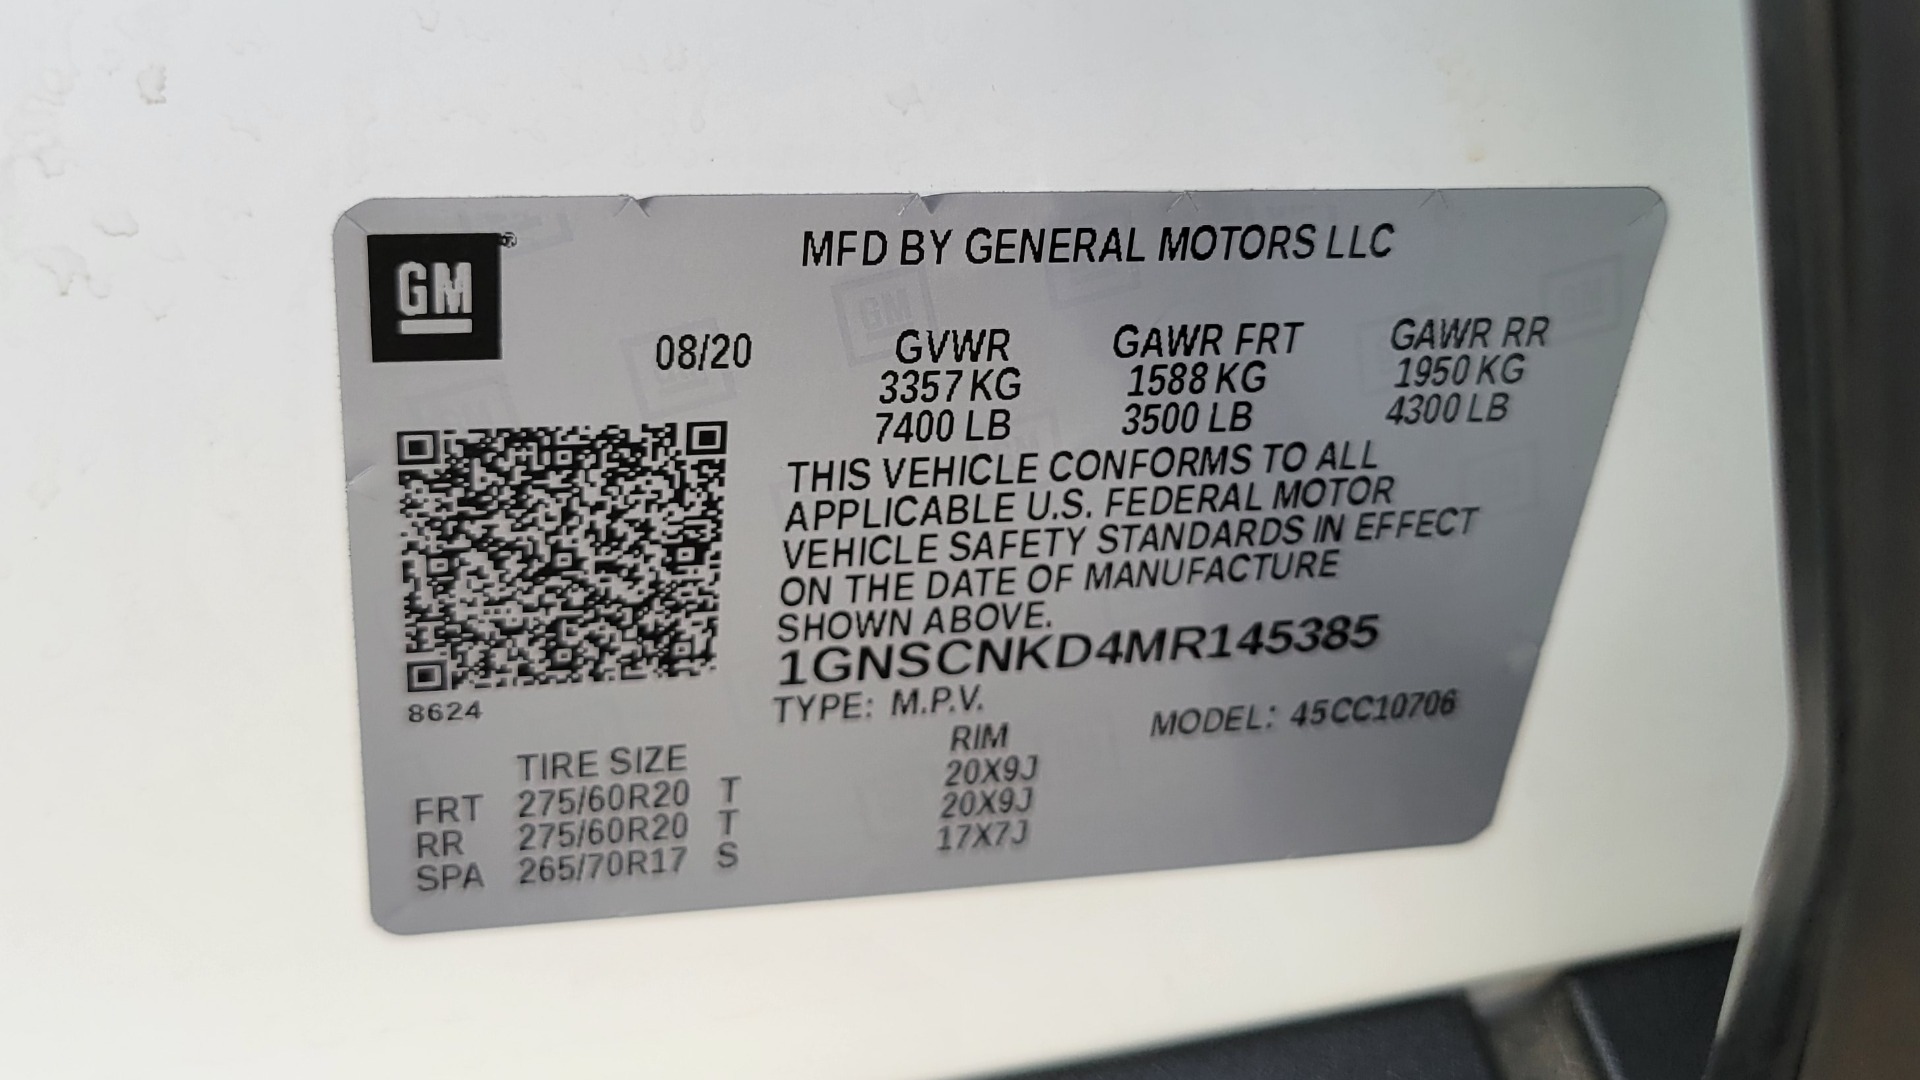 GM
MFD BY GENERAL MOTORS LLC
08/20 GVWR GAWR FRT GAWR RR
3357 KG 1588 KG 1950 KG
7400 LB 3500 LB 4300 LB
THIS VEHICLE CONFORMS TO ALL
APPLICABLE U.S. FEDERAL MOTOR
VEHICLE SAFETY STANDARDS IN EFFECT
ON THE DATE OF MANUFACTURE
SHOWN ABOVE.
1GNSCNKD4MR145385
8624
TYPE: M.P.V. MODEL: 45CC10706
TIRE SIZE RIM
FRT 275/60R20 T 20X9J
RR 275/60R20 T 20X9J
SPA 265/70R17 S 17X7J